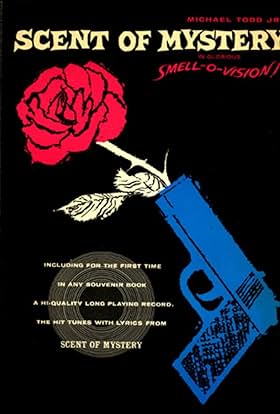 MICHAEL TODD JR
SCENT OF MYSTERY
IN GLORIOUS
SMELL-O-VISION!
INCLUDING FOR THE FIRST TIME
IN ANY SOUVENIR BOOK
A HI-QUALITY LONG PLAYING RECORD.
THE HIT TUNES WITH LYRICS FROM
SCENT OF MYSTERY